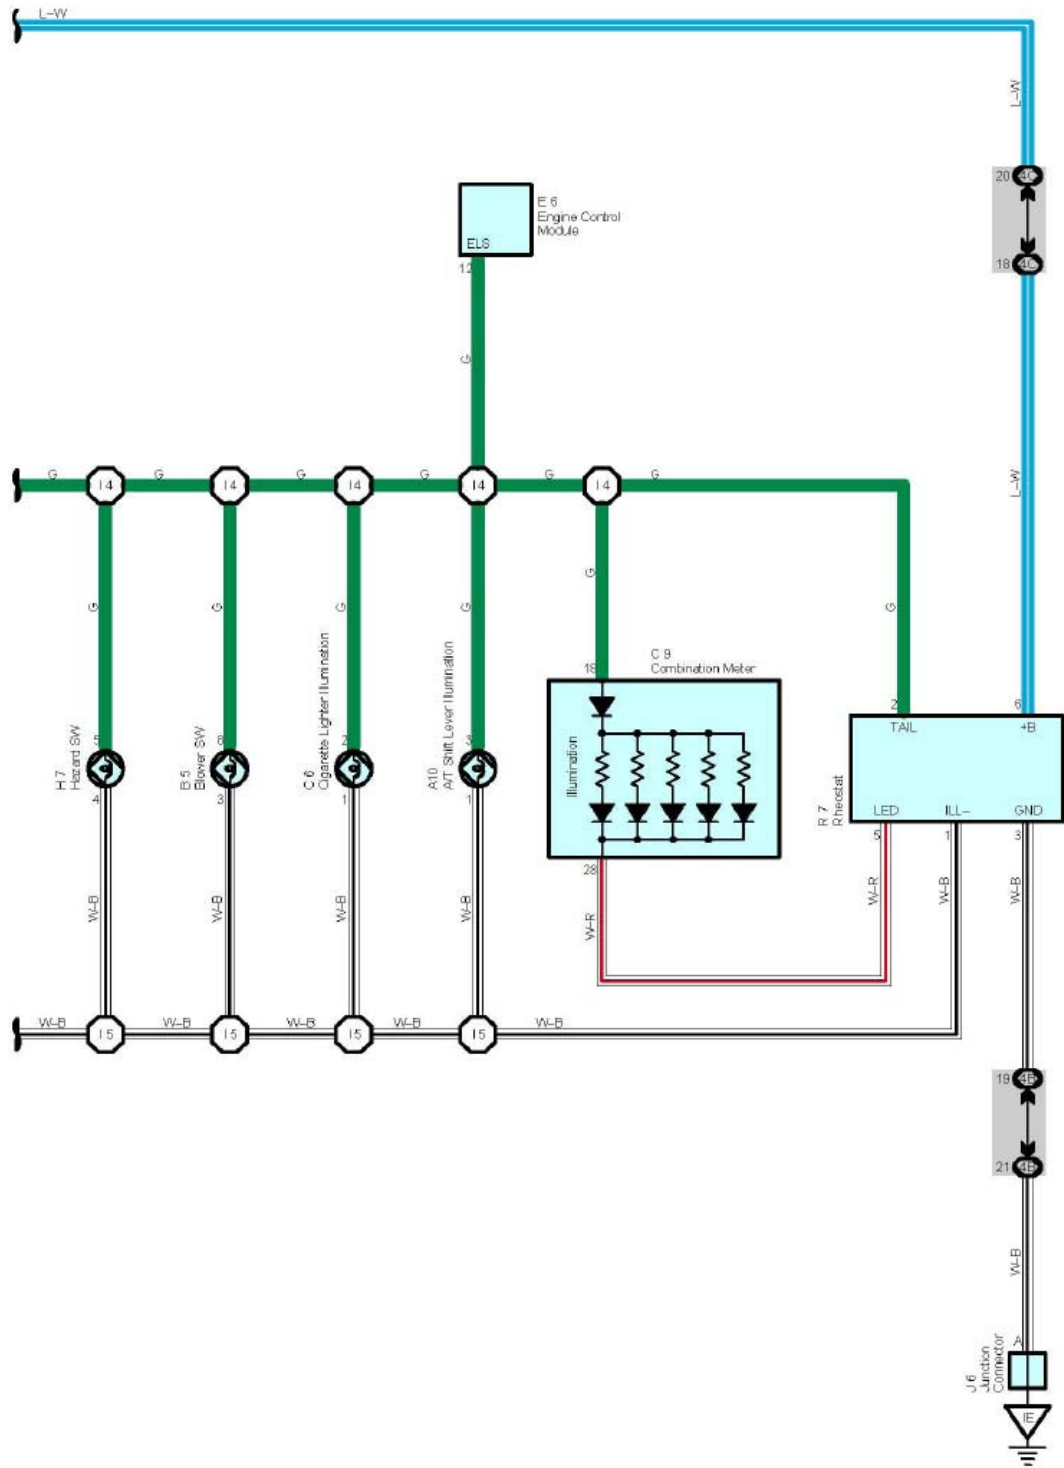 L-W
L-W
20 4C
E 6
Engine Control
Module
ELS
12
18 4C
G
L-W
G G G G G G
I4 I4 I4 I4 I4
G
G G G G G
C 9
Combination Meter
18
H 7
Hazard SW
B 5
Blower SW
C 6
Cigarette Lighter Illumination
A10
A/T Shift Lever Illumination
5 6 2 3
2 6
TAIL +B
Illumination
4 3 1 1
R 7
Rheostat
LED ILL- GND
5 1 3
28
W-B W-B W-B W-B
W-R W-R W-B W-B
W-B W-B W-B W-B W-B
I5 I5 I5 I5
19 4B
21 4B
W-B
A
J 6
Junction
Connector
IE